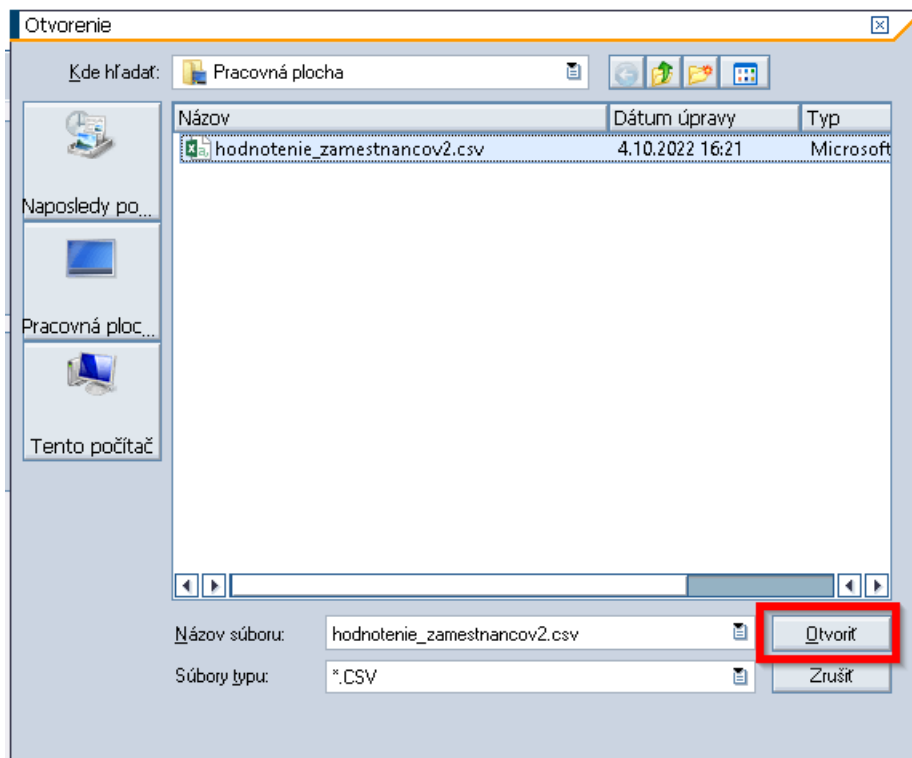 Otvorenie
Kde hľadať: Pracovná plocha
Názov Dátum úpravy Typ
hodnotenie_zamestnancov2.csv 4.10.2022 16:21 Microsoft
Naposledy po...
Pracovná ploc...
Tento počítač
Názov súboru: hodnotenie_zamestnancov2.csv Otvoriť
Súbory typu: *.CSV Zrušiť